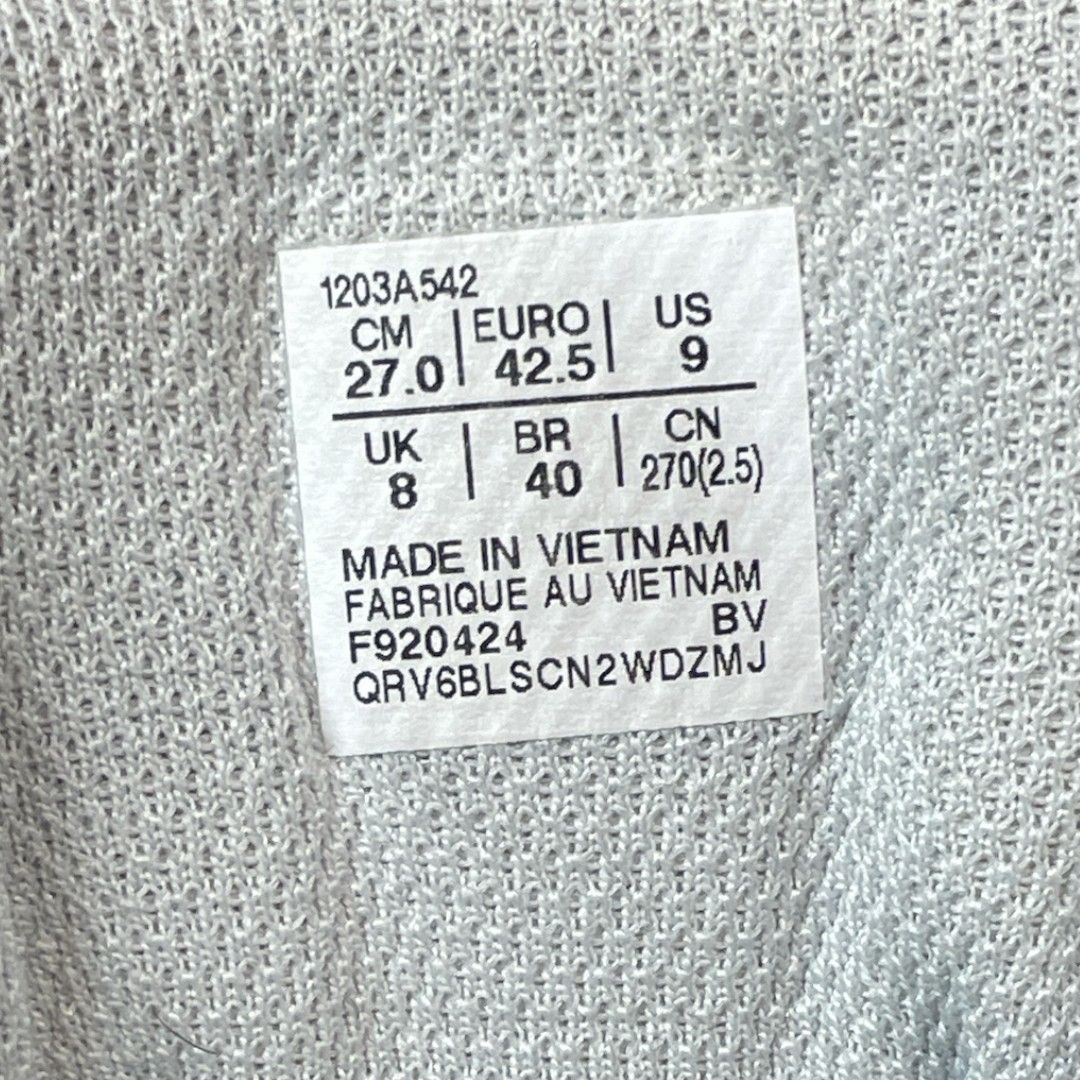 1203A542
CM | EURO | US
27.0 | 42.5 | 9
UK | BR | CN
8 | 40 | 270(2.5)
MADE IN VIETNAM
FABRIQUE AU VIETNAM
F920424 BV
QRV6BLSCN2WDZMJ